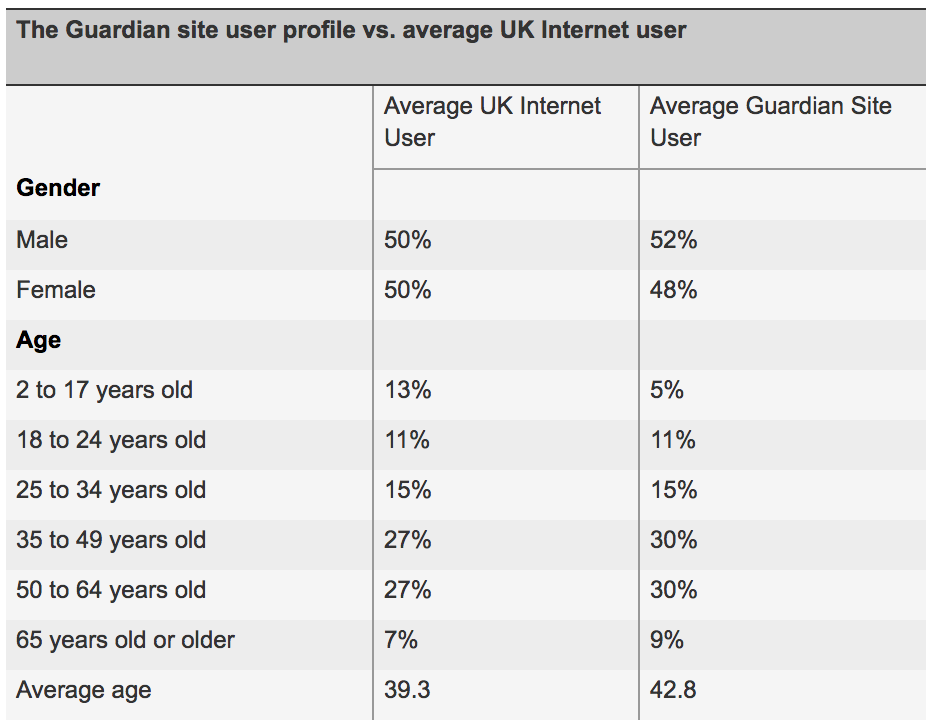 The Guardian site user profile vs. average UK Internet user
Average UK Internet User
Average Guardian Site User
Gender
Male 50% 52%
Female 50% 48%
Age
2 to 17 years old 13% 5%
18 to 24 years old 11% 11%
25 to 34 years old 15% 15%
35 to 49 years old 27% 30%
50 to 64 years old 27% 30%
65 years old or older 7% 9%
Average age 39.3 42.8